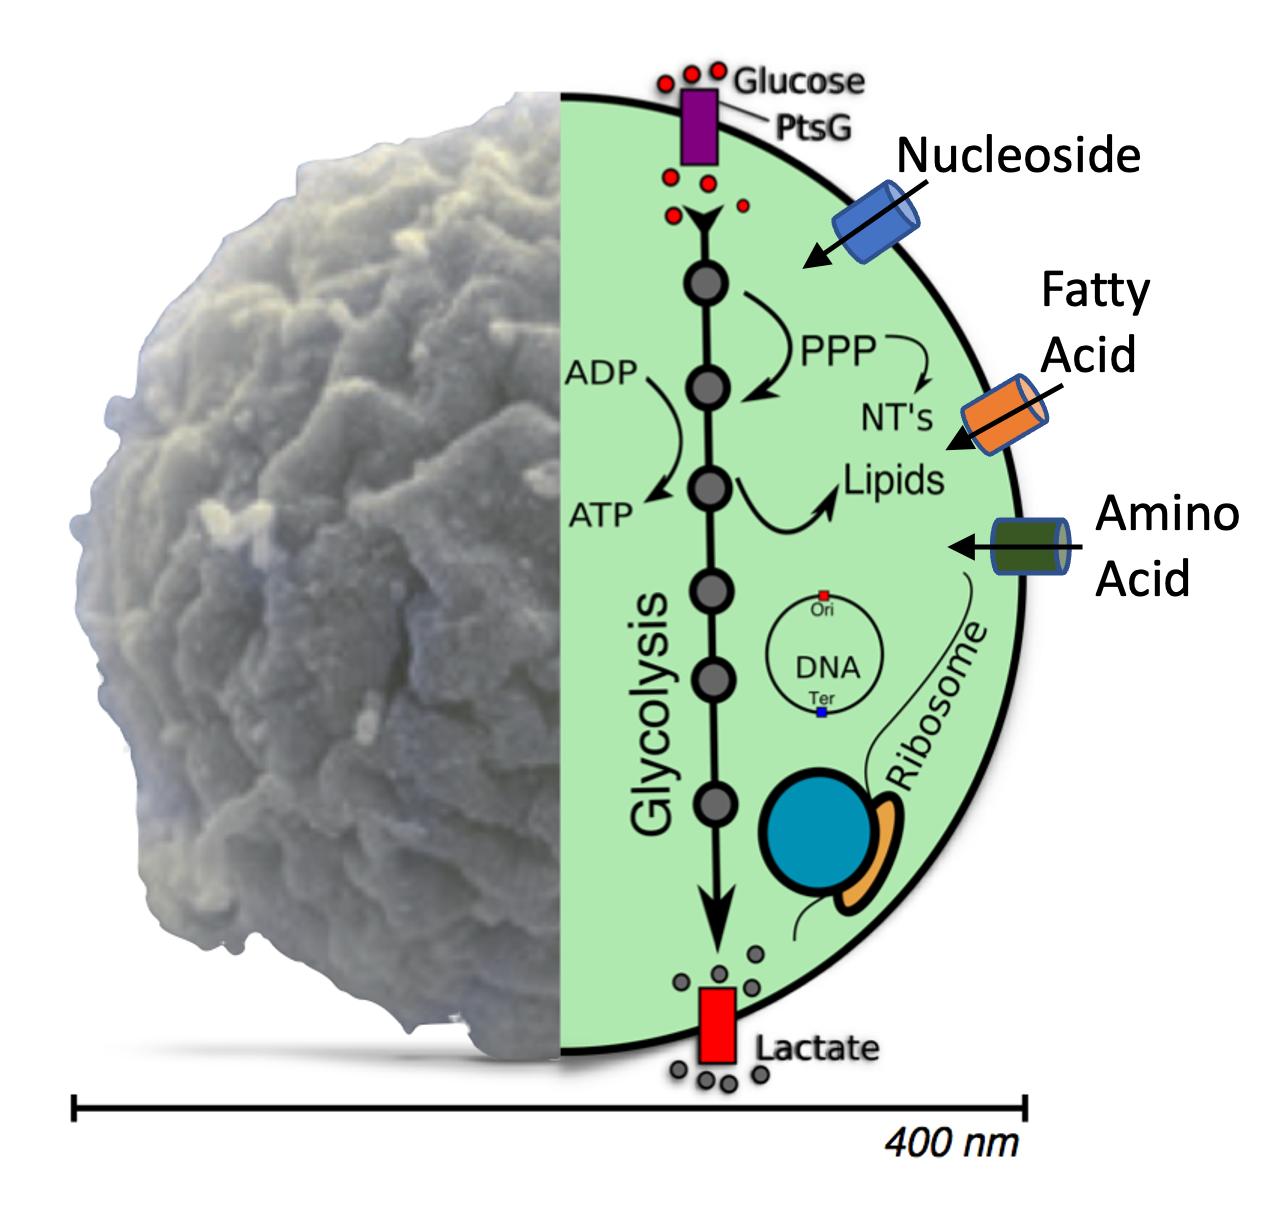 Glucose
PtsG
Nucleoside
Fatty
Acid
PPP
ADP
NT's
Lipids
ATP
Amino
Acid
Glycolysis
Ori
DNA
Ter
Ribosome
Lactate
400 nm